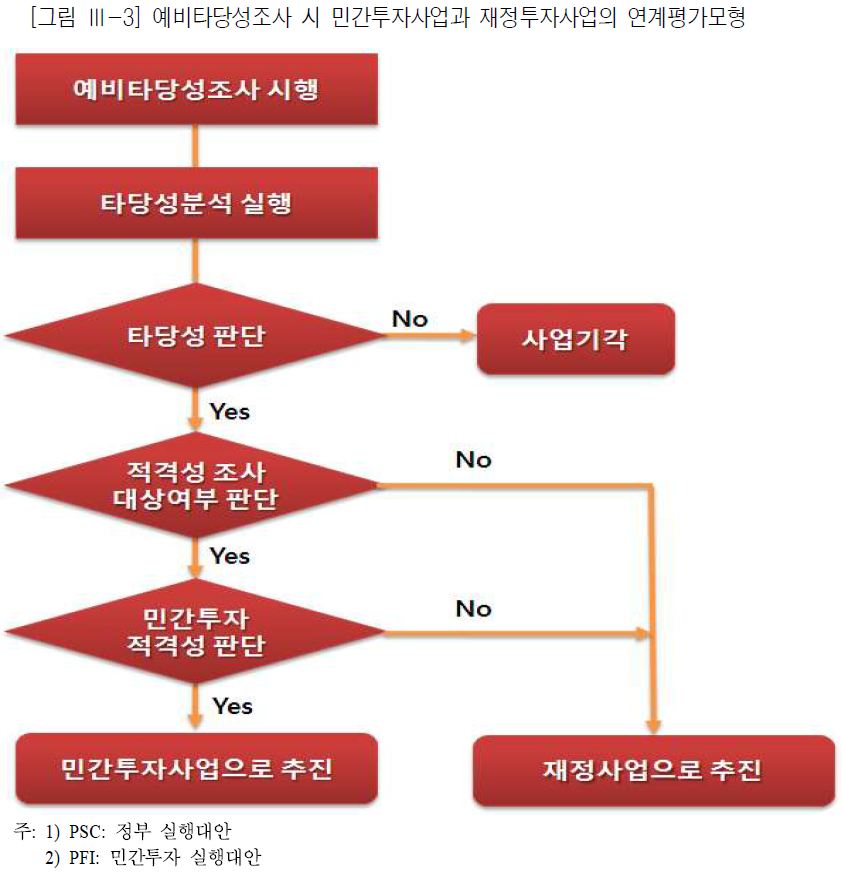 [그림 Ⅲ-3] 예비타당성조사 시 민간투자사업과 재정투자사업의 연계평가모형
예비타당성조사 시행
타당성분석 실행
타당성 판단
No
사업기각
Yes
적격성 조사
대상여부 판단
No
Yes
민간투자
적격성 판단
No
Yes
민간투자사업으로 추진
재정사업으로 추진
주: 1) PSC: 정부 실행대안
2) PFI: 민간투자 실행대안